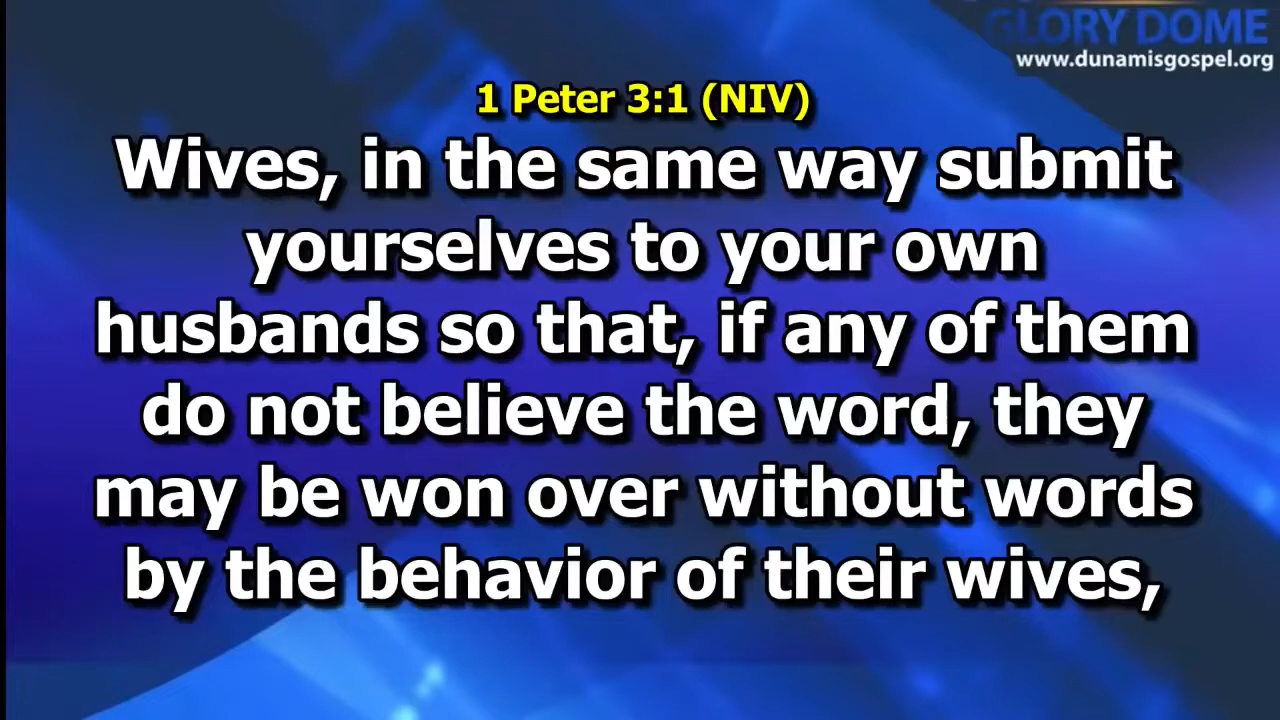 GLORY DOME
www.dunamisgospel.org
1 Peter 3:1 (NIV)
Wives, in the same way submit
yourselves to your own
husbands so that, if any of them
do not believe the word, they
may be won over without words
by the behavior of their wives,